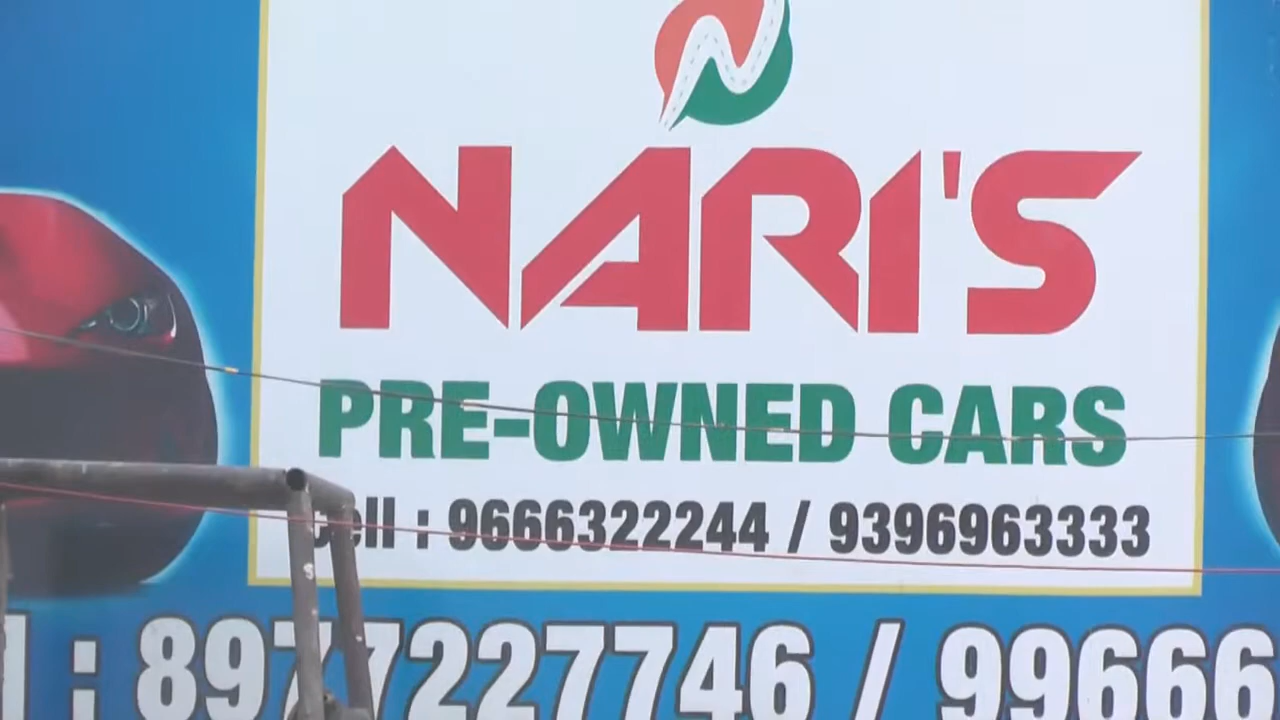 NARI'S
PRE-OWNED CARS
Cell : 9666322244 / 9396963333
: 8977227746 / 99666